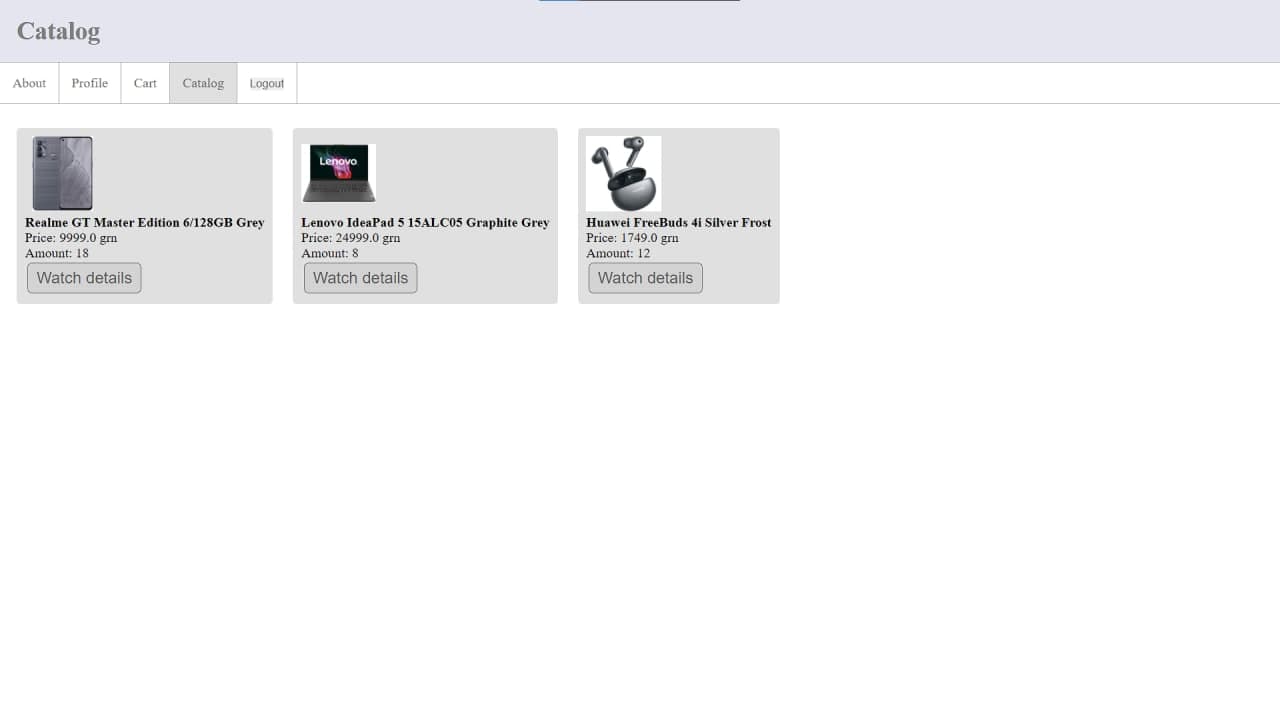 Catalog
About
Profile
Cart
Catalog
Logout
Lenovo
Realme GT Master Edition 6/128GB Grey
Price: 9999.0 grn
Amount: 18
Watch details
Lenovo IdeaPad 5 15ALC05 Graphite Grey
Price: 24999.0 grn
Amount: 8
Watch details
Huawei FreeBuds 4i Silver Frost
Price: 1749.0 grn
Amount: 12
Watch details